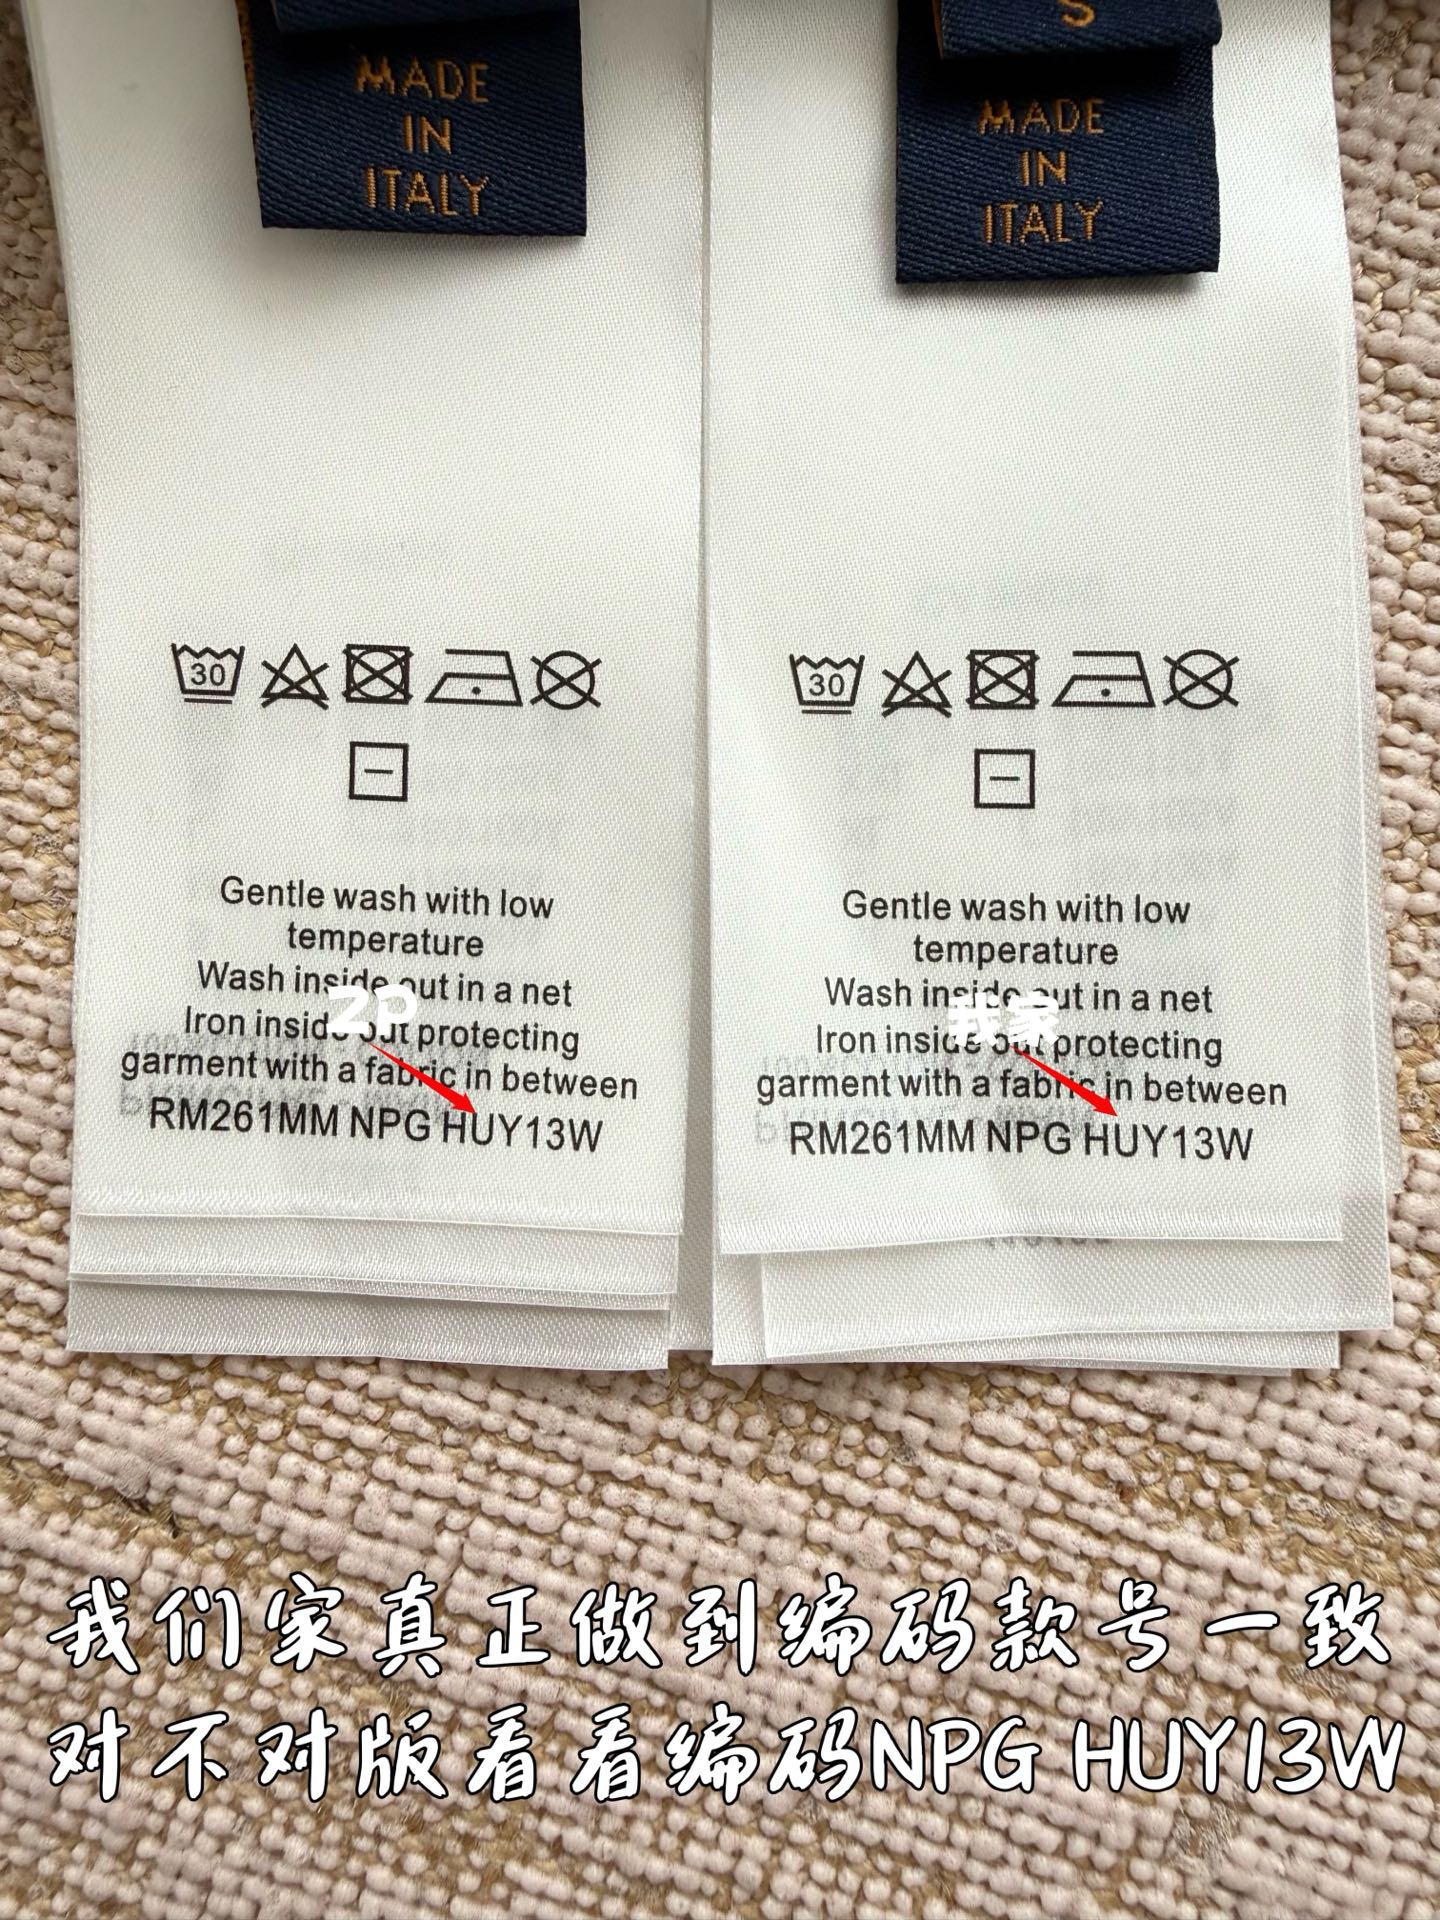 MADE
IN
ITALY
S
MADE
IN
ITALY
30
Gentle wash with low
temperature
Wash inside out in a net
Iron inside out protecting
garment with a fabric in between
RM261MM NPG HUY13W
ZP
30
Gentle wash with low
temperature
Wash inside out in a net
Iron inside out protecting
garment with a fabric in between
RM261MM NPG HUY13W
我家
我们家真正做到编码款号一致
对不对版看看编码NPG HUY13W